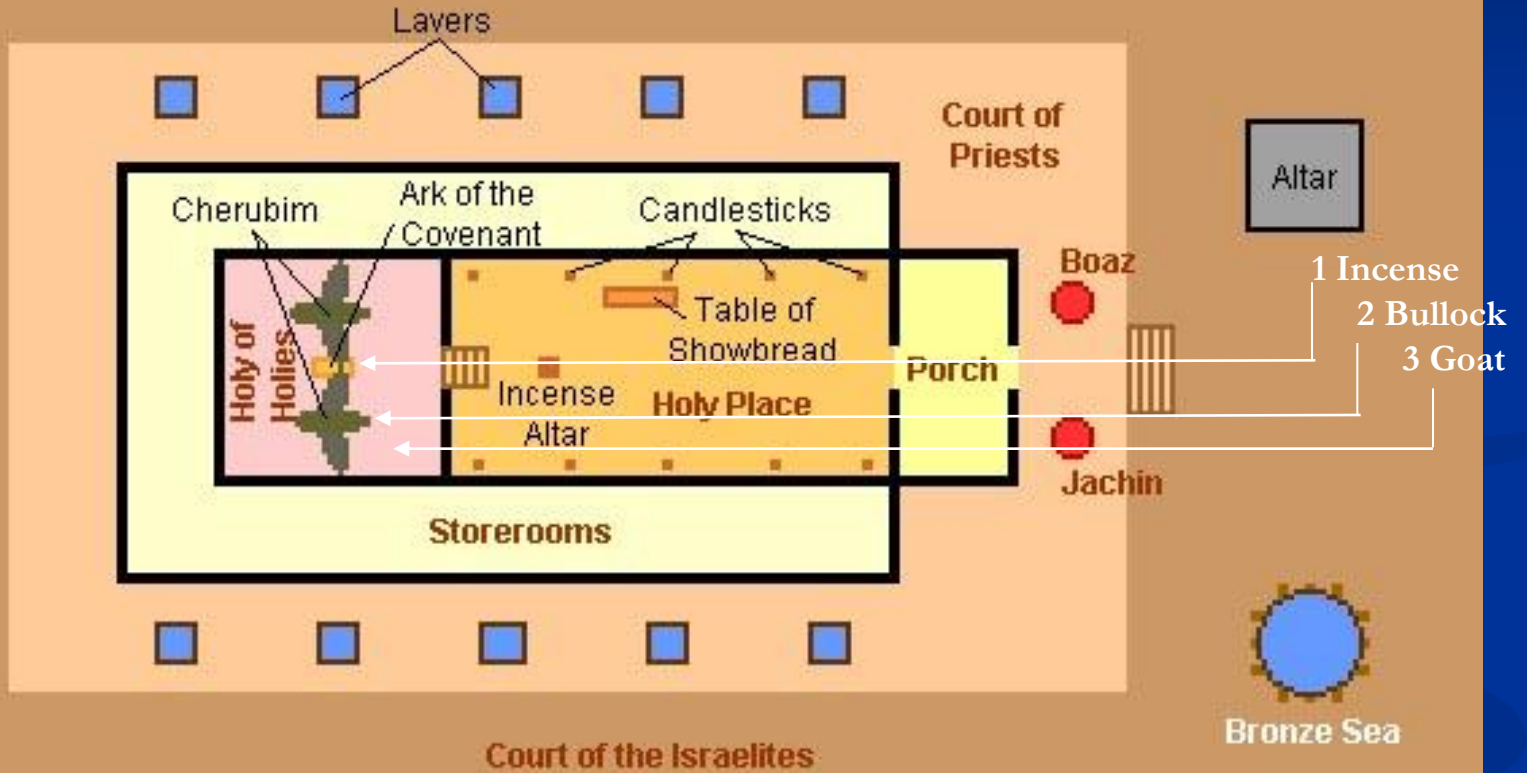 Lavers
Court of
Priests
Altar
Cherubim
Ark of the
Covenant
Candlesticks
Boaz
1 Incense
2 Bullock
3 Goat
Table of
Showbread
Holy of
Holies
Porch
Incense
Altar
Holy Place
Jachin
Storerooms
Bronze Sea
Court of the Israelites